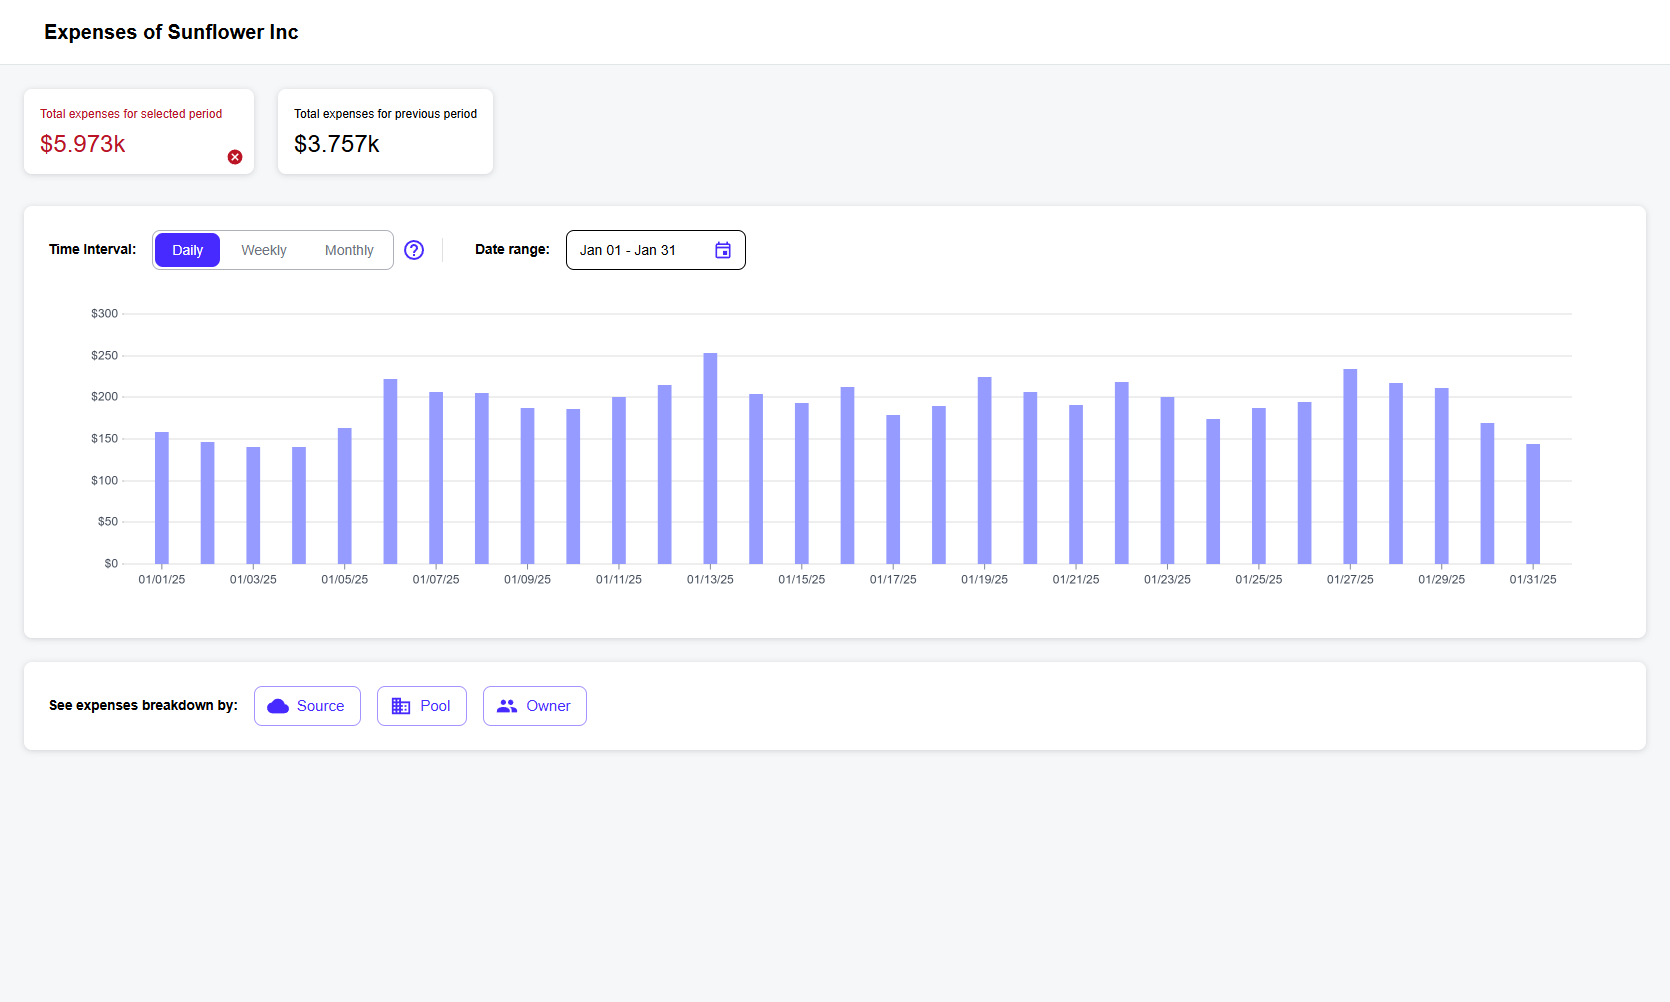 Expenses of Sunflower Inc
Total expenses for selected period
$5.973k
Total expenses for previous period
$3.757k
Time Interval: Daily Weekly Monthly Date range: Jan 01 - Jan 31
$300
$250
$200
$150
$100
$50
$0
01/01/25 01/03/25 01/05/25 01/07/25 01/09/25 01/11/25 01/13/25 01/15/25 01/17/25 01/19/25 01/21/25 01/23/25 01/25/25 01/27/25 01/29/25 01/31/25
See expenses breakdown by: Source Pool Owner